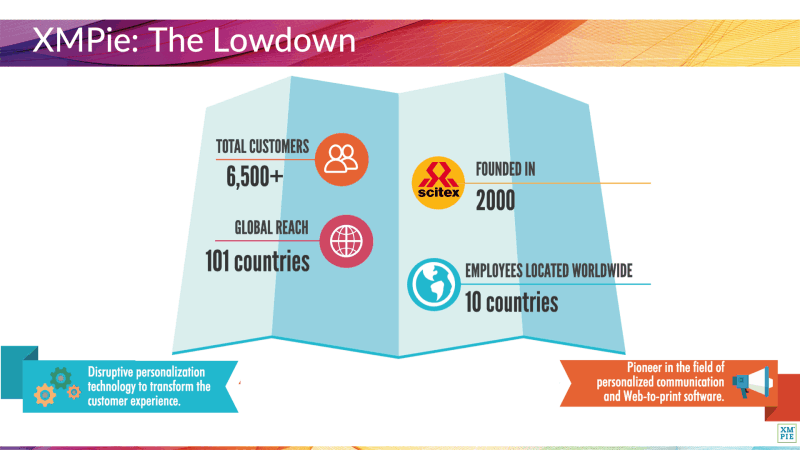 XMPie: The Lowdown
TOTAL CUSTOMERS
6,500+
GLOBAL REACH
101 countries
scitex
FOUNDED IN
2000
EMPLOYEES LOCATED WORLDWIDE
10 countries
Disruptive personalization
technology to transform the
customer experience.
Pioneer in the field of
personalized communication
and Web-to-print software.
XM
PIE